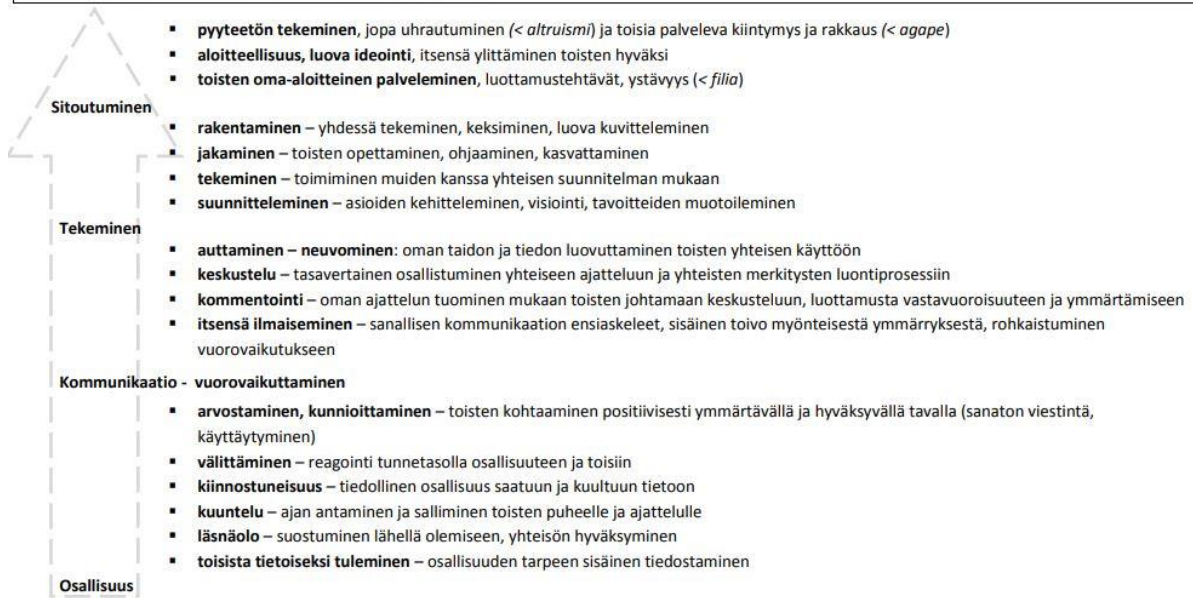 ▪ pyyteetön tekeminen, jopa uhrautuminen (< altruismi) ja toisia palveleva kiintymys ja rakkaus (< agape)
▪ aloitteellisuus, luova ideointi, itsensä ylittäminen toisten hyväksi
▪ toisten oma-aloitteinen palveleminen, luottamustehtävät, ystävyys (< filia)
Sitoutuminen
▪ rakentaminen – yhdessä tekeminen, keksiminen, luova kuvitteleminen
▪ jakaminen – toisten opettaminen, ohjaaminen, kasvattaminen
▪ tekeminen – toimiminen muiden kanssa yhteisen suunnitelman mukaan
▪ suunnitteleminen – asioiden kehitteleminen, visiointi, tavoitteiden muotoileminen
Tekeminen
▪ auttaminen – neuvominen: oman taidon ja tiedon luovuttaminen toisten yhteisen käyttöön
▪ keskustelu – tasavertainen osallistuminen yhteiseen ajatteluun ja yhteisten merkitysten luontiprosessiin
▪ kommentointi – oman ajattelun tuominen mukaan toisten johtamaan keskusteluun, luottamusta vastavuoroisuuteen ja ymmärtämiseen
▪ itsensä ilmaiseminen – sanallisen kommunikaation ensiaskeleet, sisäinen toivo myönteisestä ymmärryksestä, rohkaistuminen
vuorovaikutukseen
Kommunikaatio - vuorovaikuttaminen
▪ arvostaminen, kunnioittaminen – toisten kohtaaminen positiivisesti ymmärtävällä ja hyväksyvällä tavalla (sanaton viestintä,
käyttäytyminen)
▪ välittäminen – reagointi tunnetasolla osallisuuteen ja toisiin
▪ kiinnostuneisuus – tiedollinen osallisuus saatuun ja kuultuun tietoon
▪ kuuntelu – ajan antaminen ja salliminen toisten puheelle ja ajattelulle
▪ läsnäolo – suostuminen lähellä olemiseen, yhteisön hyväksyminen
▪ toisista tietoiseksi tuleminen – osallisuuden tarpeen sisäinen tiedostaminen
Osallisuus